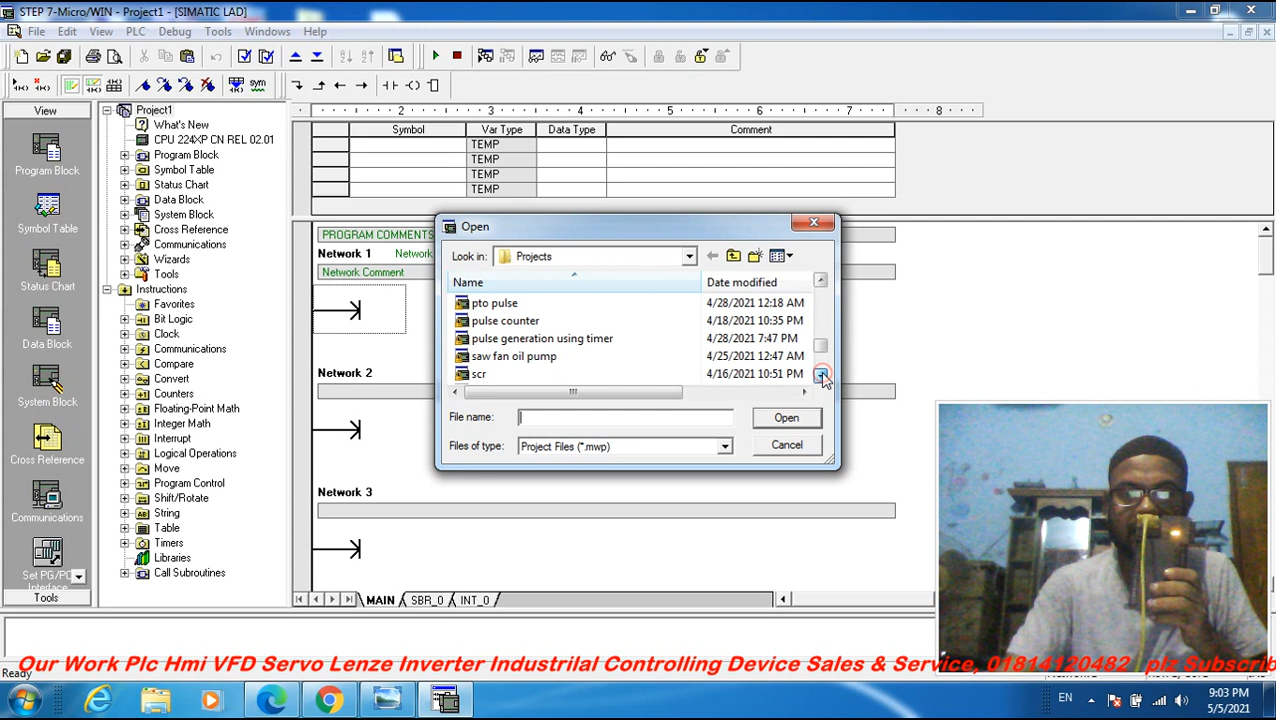 STEP 7-Micro/WIN - Project1 - [SIMATIC LAD]
File Edit View PLC Debug Tools Windows Help
View
Program Block
Symbol Table
Status Chart
Data Block
System Block
Cross Reference
Communications
Set PG/PC
Interface
Tools
Project1
What's New
CPU 224XP CN REL 02.01
Program Block
Symbol Table
Status Chart
Data Block
System Block
Cross Reference
Communications
Wizards
Tools
Instructions
Favorites
Bit Logic
Clock
Communications
Compare
Convert
Counters
Floating-Point Math
Integer Math
Interrupt
Logical Operations
Move
Program Control
Shift/Rotate
String
Table
Timers
Libraries
Call Subroutines
2 3 4 5 6 7 8
Symbol Var Type Data Type Comment
TEMP
TEMP
TEMP
TEMP
PROGRAM COMMENTS
Network 1
Network Comment
Network 2
Network 3
Open
Look in: Projects
Name Date modified
pto pulse 4/28/2021 12:18 AM
pulse counter 4/18/2021 10:35 PM
pulse generation using timer 4/28/2021 7:47 PM
saw fan oil pump 4/25/2021 12:47 AM
scr 4/16/2021 10:51 PM
File name: Open
Files of type: Project Files (*.mwp) Cancel
MAIN SBR_0 INT_0
Our Work Plc Hmi VFD Servo Lenze Inverter Industrilal Controlling Device Sales & Service, 01814120482 plz Subscrib
Ready
EN
9:03 PM
5/5/2021